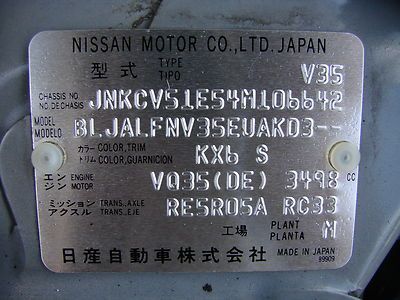 NISSAN MOTOR CO.,LTD. JAPAN
型式 TYPE TIPO V35
CHASSIS NO NO DE CHASIS JNKCV51E54M106642
MODEL MODELO BLJALFNV35EUAKD3--
カラー COLOR,TRIM
トリム COLOR,GUARNICION KX6 S
エンジン ENGINE MOTOR VQ35(DE) 3498 CC
ミッション TRANS.,AXLE
アクスル TRANS.,EJE RE5R05A RC33
工場 PLANT PLANTA M
日産自動車株式会社 MADE IN JAPAN
89909